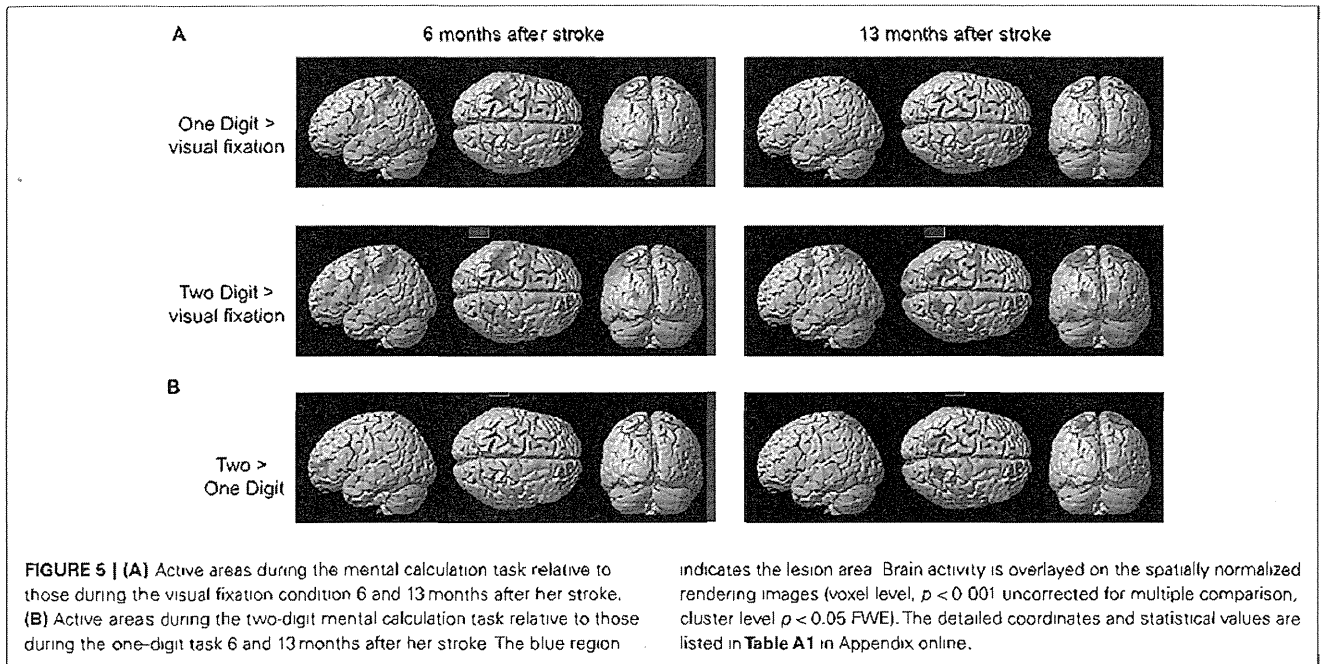 A
6 months after stroke
13 months after stroke
One Digit >
visual fixation
Two Digit >
visual fixation
B
Two >
One Digit
FIGURE 5 | (A) Active areas during the mental calculation task relative to
those during the visual fixation condition 6 and 13 months after her stroke.
(B) Active areas during the two-digit mental calculation task relative to those
during the one-digit task 6 and 13 months after her stroke The blue region
indicates the lesion area Brain activity is overlayed on the spatially normalized
rendering images (voxel level, p < 0 001 uncorrected for multiple comparison,
cluster level p < 0.05 FWE). The detailed coordinates and statistical values are
listed in Table A1 in Appendix online.